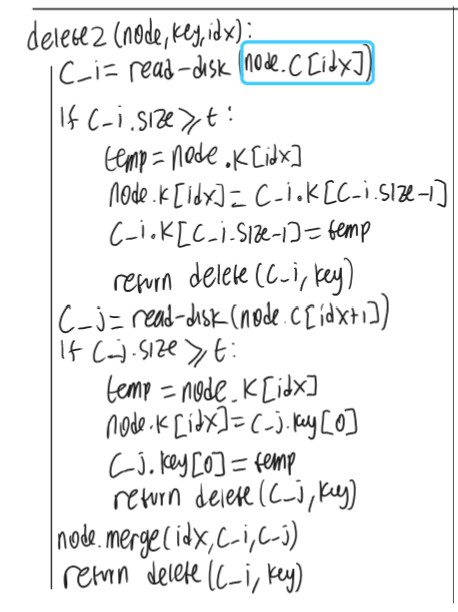 delete2 (node, key, idx):
C_i = read-disk (node.C[idx])
If C_i.size ⩾ t:
temp = node.K[idx]
node.K[idx] = C_i.K[C_i.size-1]
C_i.K[C_i.size-1] = temp
return delete (C_i, key)
C_j = read-disk (node.C[idx+1])
If C_j.size ⩾ t:
temp = node.K[idx]
node.K[idx] = C_j.key[0]
C_j.key[0] = temp
return delete (C_j, key)
node.merge(idx, C_i, C_j)
return delete (C_i, key)